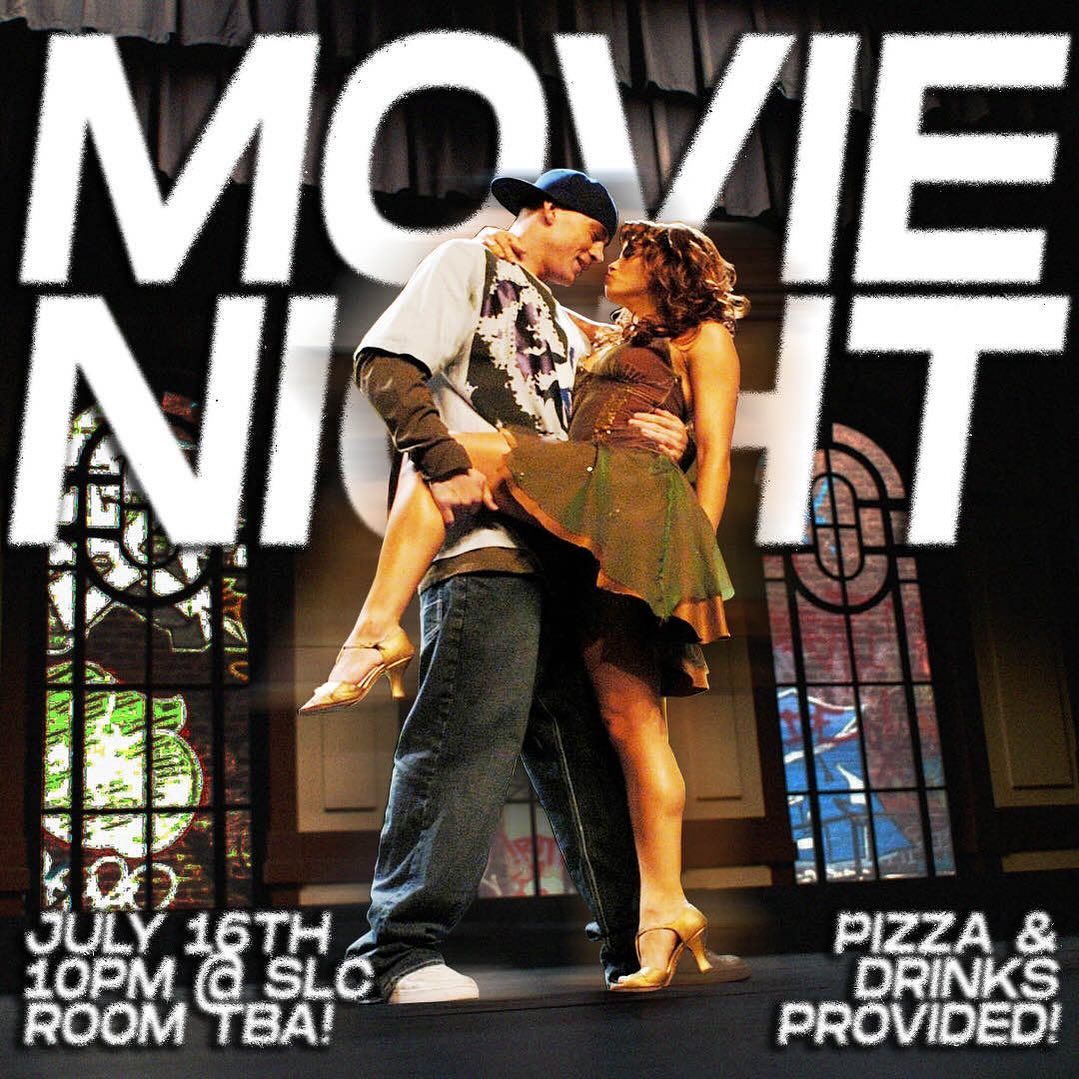 MOVIE
NIGHT
JULY 16TH
10PM @ SLC
ROOM TBA!
PIZZA &
DRINKS
PROVIDED!